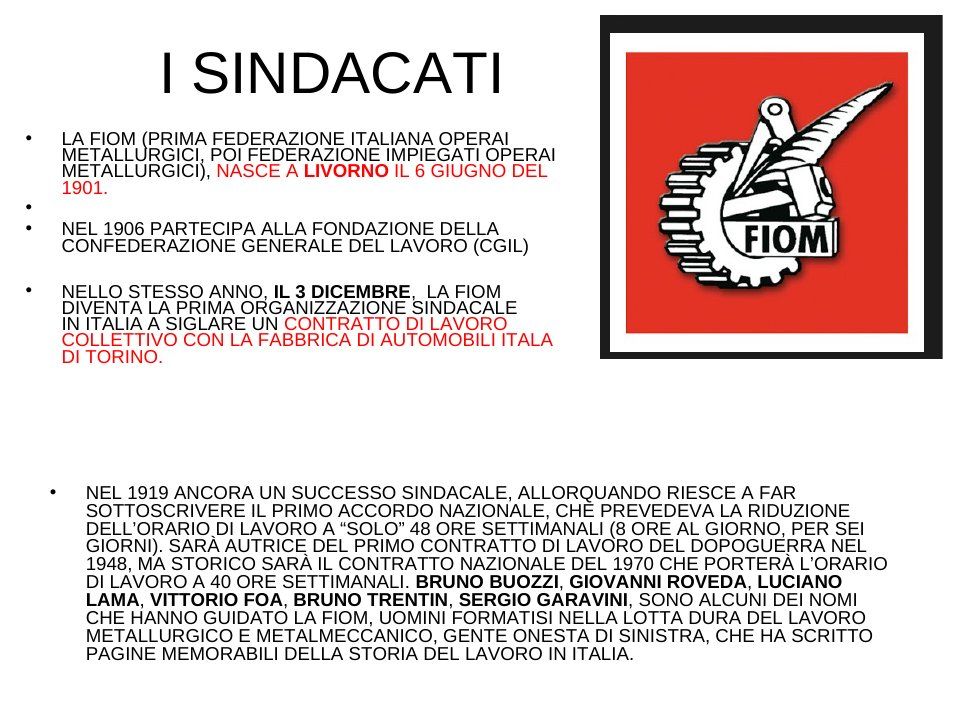 I SINDACATI
• LA FIOM (PRIMA FEDERAZIONE ITALIANA OPERAI
METALLURGICI, POI FEDERAZIONE IMPIEGATI OPERAI
METALLURGICI), NASCE A LIVORNO IL 6 GIUGNO DEL
1901.
•
• NEL 1906 PARTECIPA ALLA FONDAZIONE DELLA
CONFEDERAZIONE GENERALE DEL LAVORO (CGIL)
• NELLO STESSO ANNO, IL 3 DICEMBRE, LA FIOM
DIVENTA LA PRIMA ORGANIZZAZIONE SINDACALE
IN ITALIA A SIGLARE UN CONTRATTO DI LAVORO
COLLETTIVO CON LA FABBRICA DI AUTOMOBILI ITALA
DI TORINO.
FIOM
• NEL 1919 ANCORA UN SUCCESSO SINDACALE, ALLORQUANDO RIESCE A FAR
SOTTOSCRIVERE IL PRIMO ACCORDO NAZIONALE, CHE PREVEDEVA LA RIDUZIONE
DELL’ORARIO DI LAVORO A “SOLO” 48 ORE SETTIMANALI (8 ORE AL GIORNO, PER SEI
GIORNI). SARÀ AUTRICE DEL PRIMO CONTRATTO DI LAVORO DEL DOPOGUERRA NEL
1948, MA STORICO SARÀ IL CONTRATTO NAZIONALE DEL 1970 CHE PORTERÀ L’ORARIO
DI LAVORO A 40 ORE SETTIMANALI. BRUNO BUOZZI, GIOVANNI ROVEDA, LUCIANO
LAMA, VITTORIO FOA, BRUNO TRENTIN, SERGIO GARAVINI, SONO ALCUNI DEI NOMI
CHE HANNO GUIDATO LA FIOM, UOMINI FORMATISI NELLA LOTTA DURA DEL LAVORO
METALLURGICO E METALMECCANICO, GENTE ONESTA DI SINISTRA, CHE HA SCRITTO
PAGINE MEMORABILI DELLA STORIA DEL LAVORO IN ITALIA.